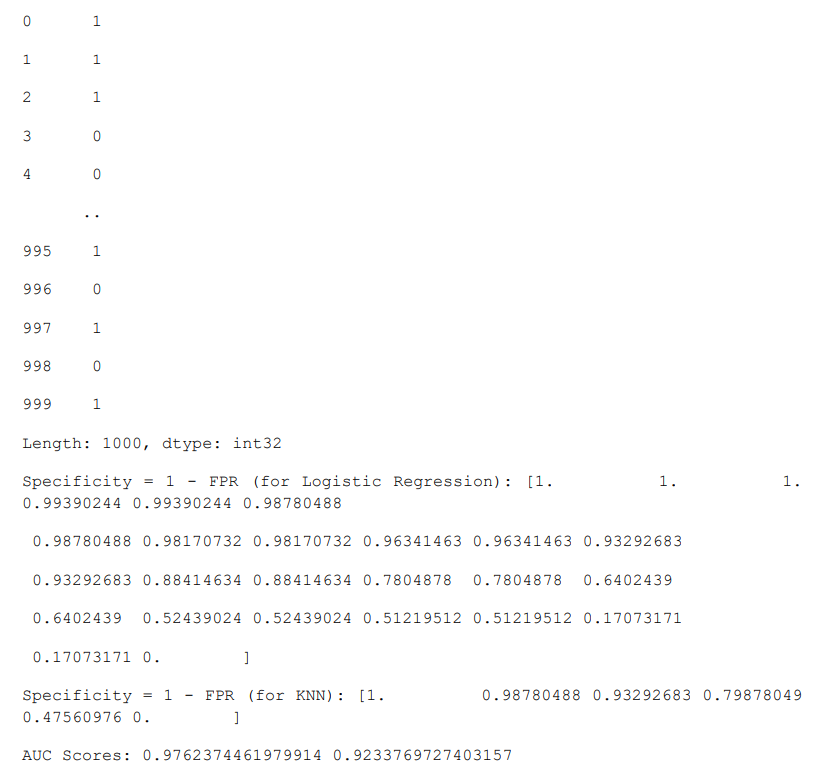 0      1
1      1
2      1
3      0
4      0
      ..
995    1
996    0
997    1
998    0
999    1
Length: 1000, dtype: int32
Specificity = 1 - FPR (for Logistic Regression): [1.         1.         1.
0.99390244 0.99390244 0.98780488
 0.98780488 0.98170732 0.98170732 0.96341463 0.96341463 0.93292683
 0.93292683 0.88414634 0.88414634 0.7804878  0.7804878  0.6402439
 0.6402439  0.52439024 0.52439024 0.51219512 0.51219512 0.17073171
 0.17073171 0.        ]
Specificity = 1 - FPR (for KNN): [1.         0.98780488 0.93292683 0.79878049
0.47560976 0.        ]
AUC Scores: 0.9762374461979914 0.9233769727403157